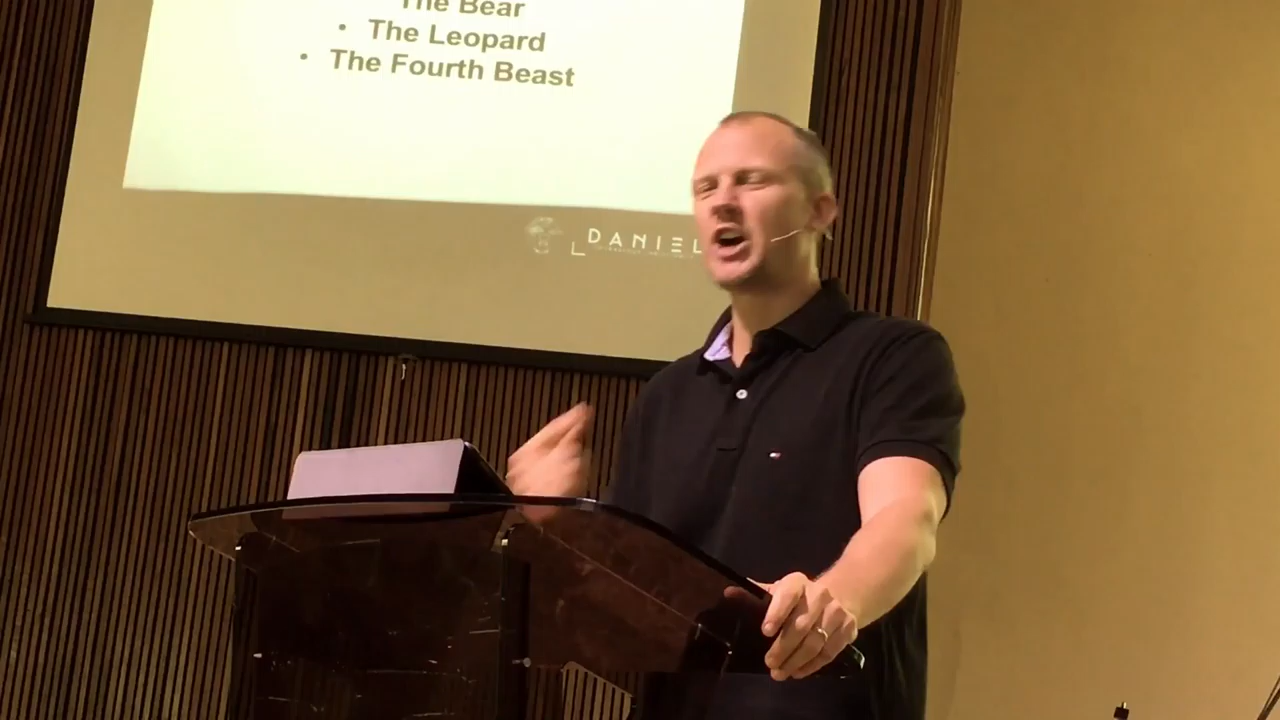 The Bear
• The Leopard
• The Fourth Beast
DANIEL